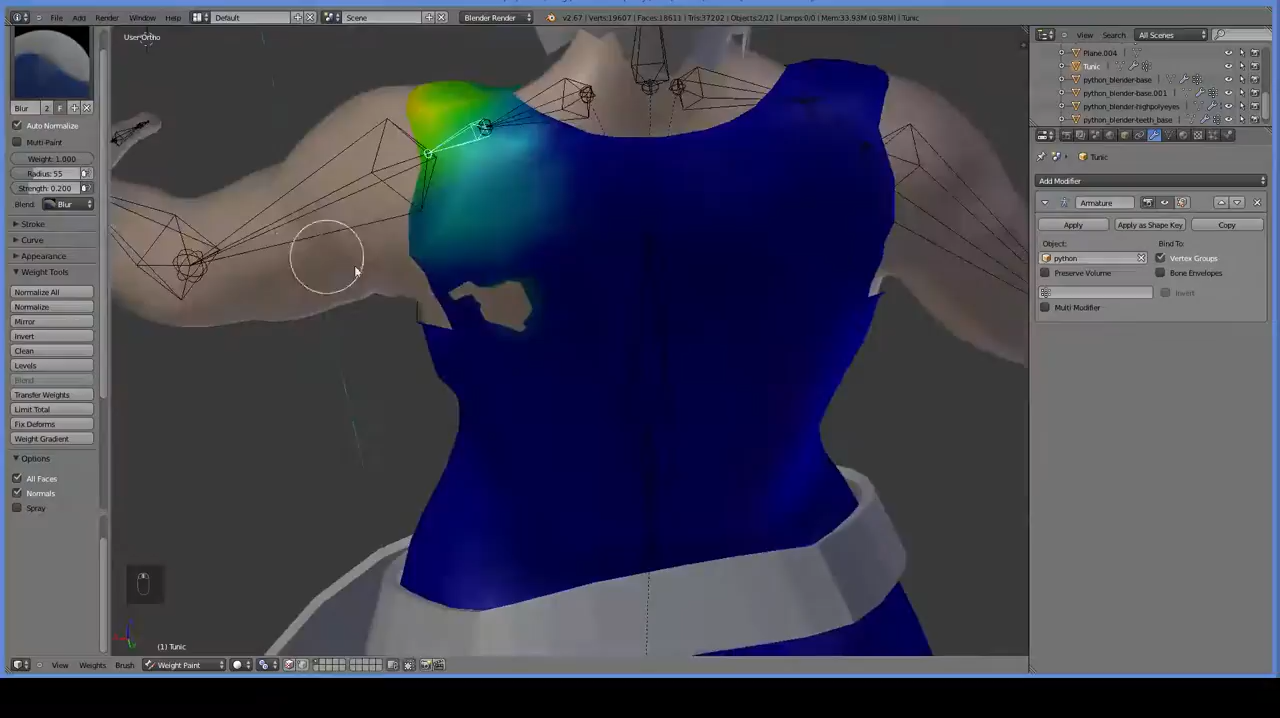 File Add Render Window Help Default Scene Blender Render v2.67 | Verts:19607 | Faces:18611 | Tris:37202 | Objects:2/12 | Lamps:0/0 | Mem:33.93M (0.98M) | Tunic
User Ortho
View Search All Scenes
Plane.004
Tunic
python_blender-base
python_blender-base.001
python_blender-highpolyeyes
python_blender-teeth_base
Blur 2 F
Auto Normalize
Multi-Paint
Weight: 1.000
Radius: 55
Strength: 0.200
Blend: Blur
Stroke
Curve
Appearance
Weight Tools
Normalize All
Normalize
Mirror
Invert
Clean
Levels
Blend
Transfer Weights
Limit Total
Fix Deforms
Weight Gradient
Options
All Faces
Normals
Spray
Tunic
Add Modifier
Armature
Apply Apply as Shape Key Copy
Object: Bind To:
python Vertex Groups
Preserve Volume Bone Envelopes
Invert
Multi Modifier
(1) Tunic
View Weights Brush Weight Paint